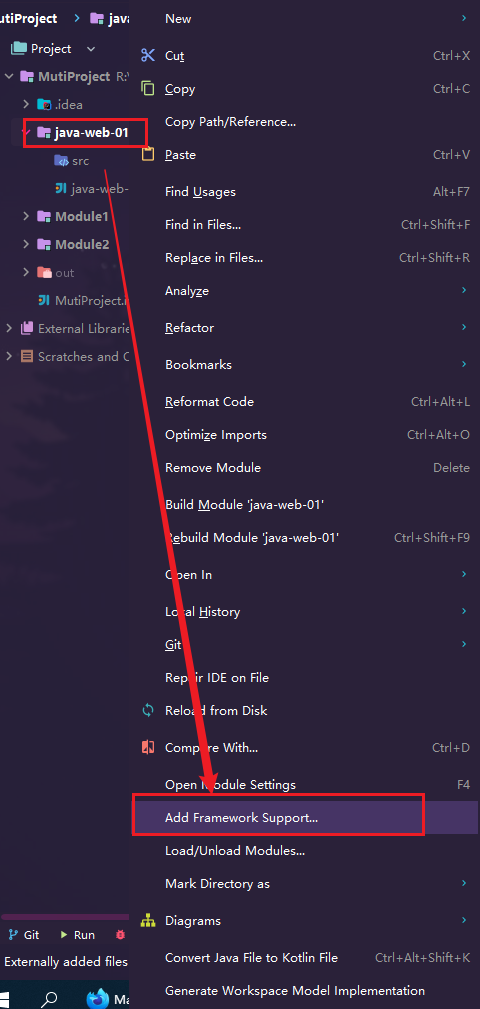 utiProject > java
Project
MutiProject R:\
.idea
java-web-01
src
java-web-
Module1
Module2
out
MutiProject.
External Librarie
Scratches and C
Git Run
Externally added files
Ma
New
Cut Ctrl+X
Copy Ctrl+C
Copy Path/Reference...
Paste Ctrl+V
Find Usages Alt+F7
Find in Files... Ctrl+Shift+F
Replace in Files... Ctrl+Shift+R
Analyze
Refactor
Bookmarks
Reformat Code Ctrl+Alt+L
Optimize Imports Ctrl+Alt+O
Remove Module Delete
Build Module 'java-web-01'
Rebuild Module 'java-web-01' Ctrl+Shift+F9
Open In
Local History
Git
Repair IDE on File
Reload from Disk
Compare With... Ctrl+D
Open Module Settings F4
Add Framework Support...
Load/Unload Modules...
Mark Directory as
Diagrams
Convert Java File to Kotlin File Ctrl+Alt+Shift+K
Generate Workspace Model Implementation